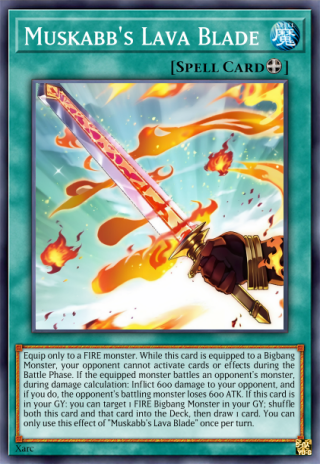 Muskabb's Lava Blade
魔
[Spell Card]
Equip only to a FIRE monster. While this card is equipped to a Bigbang
Monster, your opponent cannot activate cards or effects during the
Battle Phase. If the equipped monster battles an opponent's monster,
during damage calculation: Inflict 600 damage to your opponent, and
if you do, the opponent's battling monster loses 600 ATK. If this card is
in your GY: you can target 1 FIRE Bigbang Monster in your GY; shuffle
both this card and that card into the Deck, then draw 1 card. You can
only use this effect of "Muskabb's Lava Blade" once per turn.
Xarc